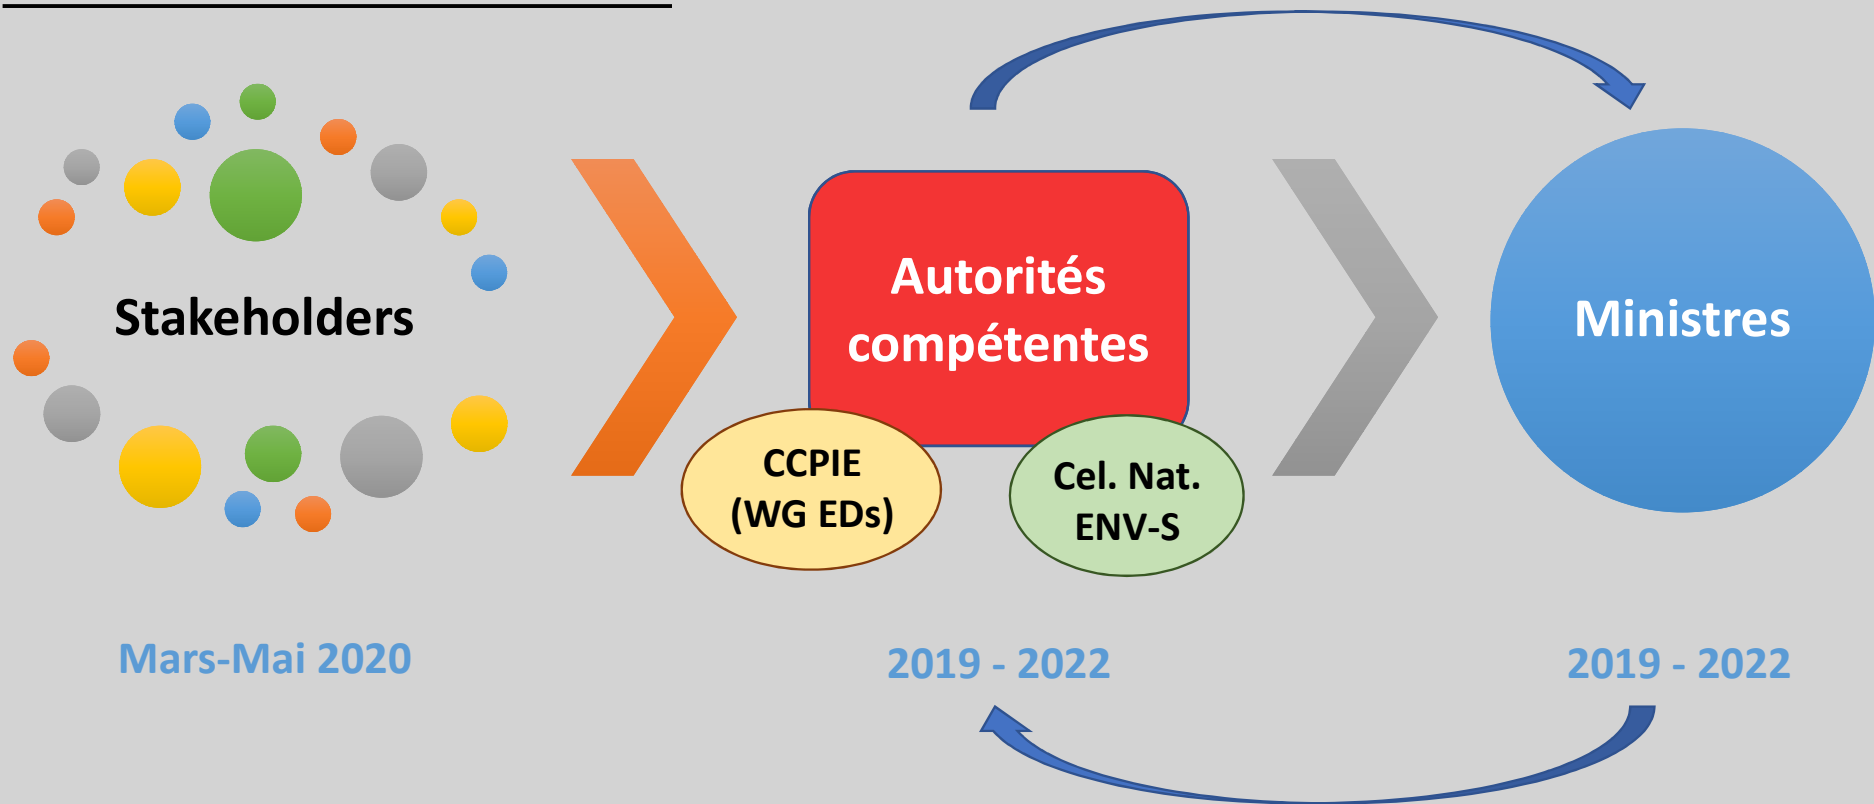 Stakeholders
Autorités
compétentes
Ministres
CCPIE
(WG EDs)
Cel. Nat.
ENV-S
Mars-Mai 2020
2019 - 2022
2019 - 2022